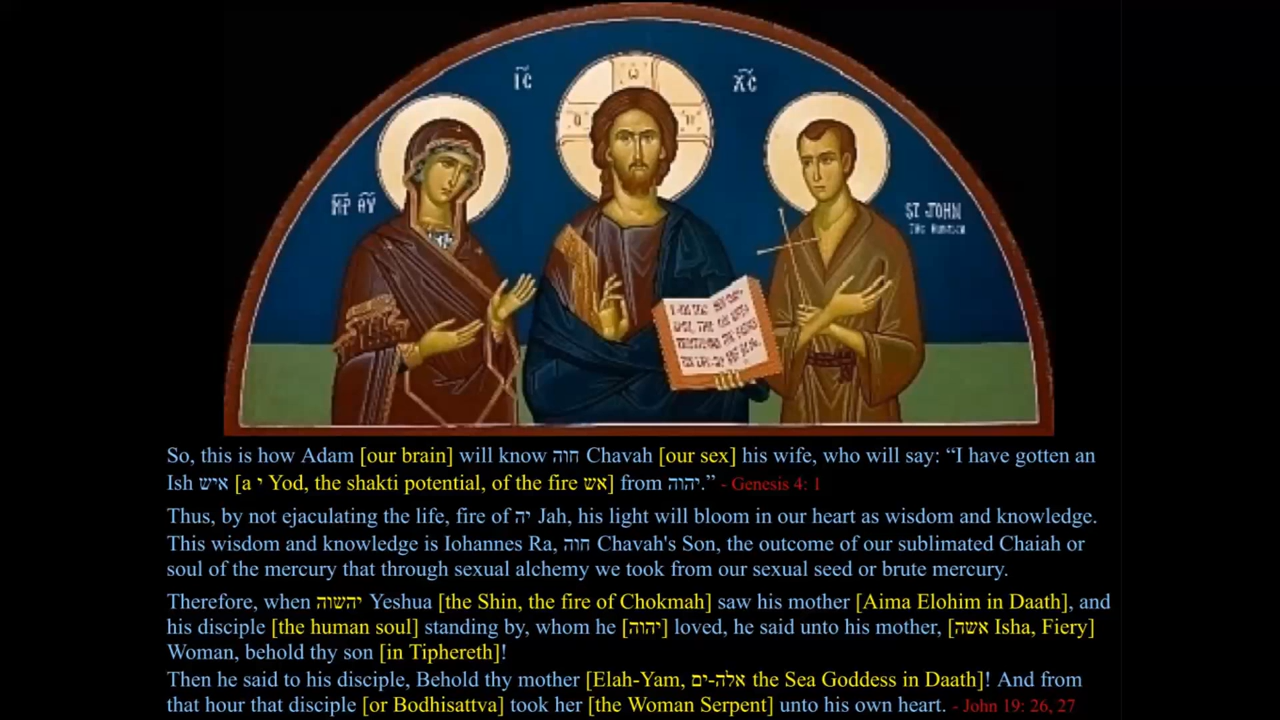 IC
XC
MP ΘV
ST JOHN
So, this is how Adam [our brain] will know חוה Chavah [our sex] his wife, who will say: “I have gotten an
Ish איש [a י Yod, the shakti potential, of the fire אש] from יהוה.” - Genesis 4: 1
Thus, by not ejaculating the life, fire of יה Jah, his light will bloom in our heart as wisdom and knowledge.
This wisdom and knowledge is Iohannes Ra, חוה Chavah's Son, the outcome of our sublimated Chaiah or
soul of the mercury that through sexual alchemy we took from our sexual seed or brute mercury.
Therefore, when יהשוה Yeshua [the Shin, the fire of Chokmah] saw his mother [Aima Elohim in Daath], and
his disciple [the human soul] standing by, whom he [יהוה] loved, he said unto his mother, [אשה Isha, Fiery]
Woman, behold thy son [in Tiphereth]!
Then he said to his disciple, Behold thy mother [Elah-Yam, אלה-ים the Sea Goddess in Daath]! And from
that hour that disciple [or Bodhisattva] took her [the Woman Serpent] unto his own heart. - John 19: 26, 27